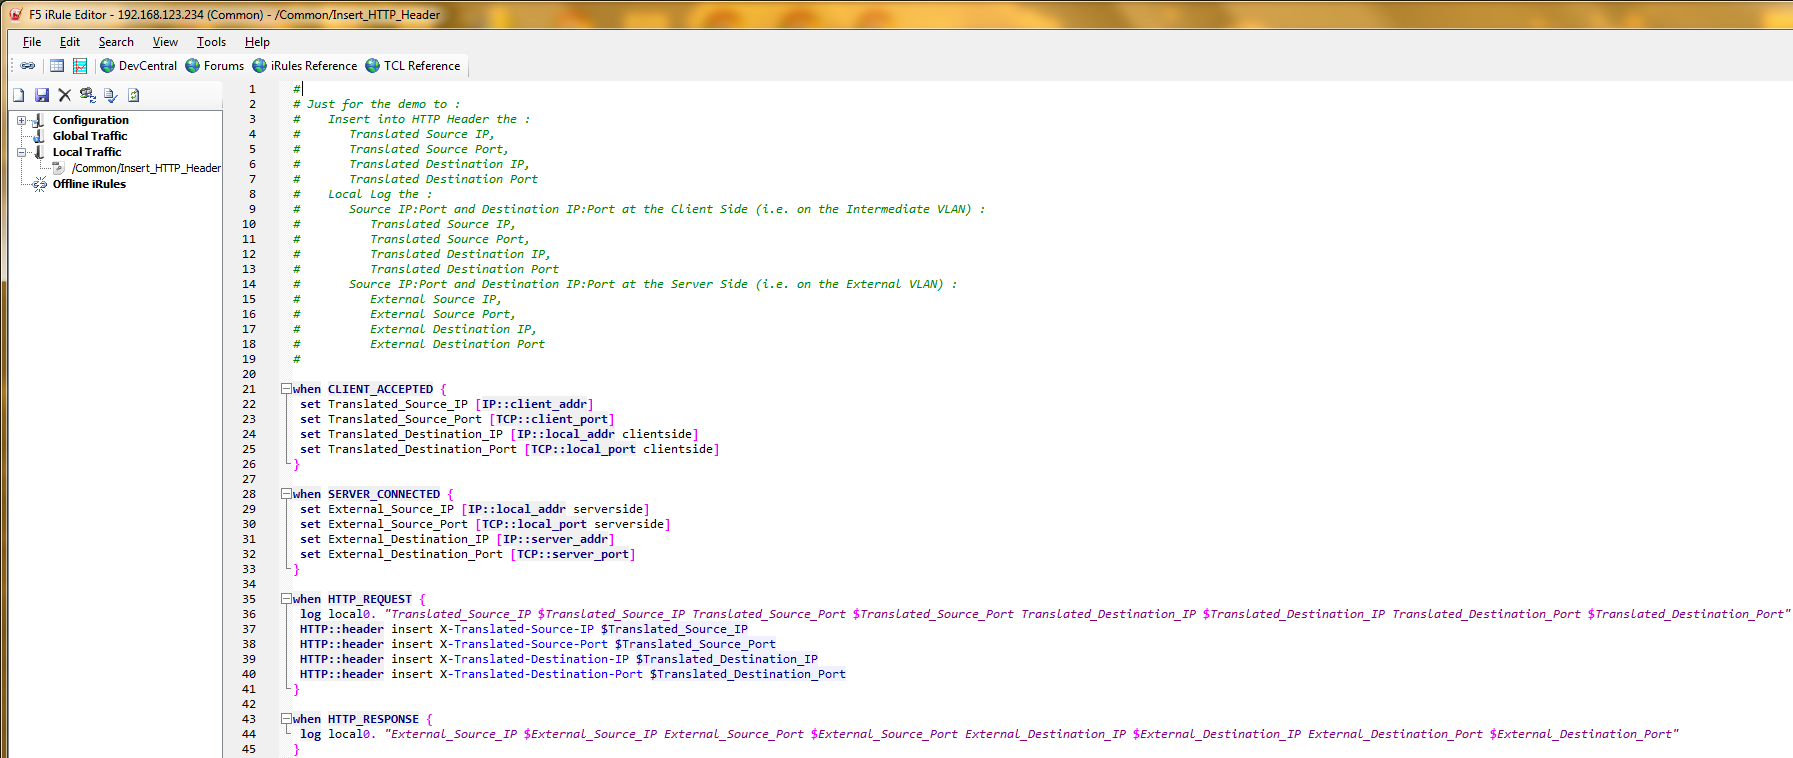 F5 iRule Editor - 192.168.123.234 (Common) - /Common/Insert_HTTP_Header
File Edit Search View Tools Help
DevCentral Forums iRules Reference TCL Reference
Configuration
Global Traffic
Local Traffic
/Common/Insert_HTTP_Header
Offline iRules
1 #
2 # Just for the demo to :
3 # Insert into HTTP Header the :
4 # Translated Source IP,
5 # Translated Source Port,
6 # Translated Destination IP,
7 # Translated Destination Port
8 # Local Log the :
9 # Source IP:Port and Destination IP:Port at the Client Side (i.e. on the Intermediate VLAN) :
10 # Translated Source IP,
11 # Translated Source Port,
12 # Translated Destination IP,
13 # Translated Destination Port
14 # Source IP:Port and Destination IP:Port at the Server Side (i.e. on the External VLAN) :
15 # External Source IP,
16 # External Source Port,
17 # External Destination IP,
18 # External Destination Port
19 #
20
21 when CLIENT_ACCEPTED {
22 set Translated_Source_IP [IP::client_addr]
23 set Translated_Source_Port [TCP::client_port]
24 set Translated_Destination_IP [IP::local_addr clientside]
25 set Translated_Destination_Port [TCP::local_port clientside]
26 }
27
28 when SERVER_CONNECTED {
29 set External_Source_IP [IP::local_addr serverside]
30 set External_Source_Port [TCP::local_port serverside]
31 set External_Destination_IP [IP::server_addr]
32 set External_Destination_Port [TCP::server_port]
33 }
34
35 when HTTP_REQUEST {
36 log local0. "Translated_Source_IP $Translated_Source_IP Translated_Source_Port $Translated_Source_Port Translated_Destination_IP $Translated_Destination_IP Translated_Destination_Port $Translated_Destination_Port"
37 HTTP::header insert X-Translated-Source-IP $Translated_Source_IP
38 HTTP::header insert X-Translated-Source-Port $Translated_Source_Port
39 HTTP::header insert X-Translated-Destination-IP $Translated_Destination_IP
40 HTTP::header insert X-Translated-Destination-Port $Translated_Destination_Port
41 }
42
43 when HTTP_RESPONSE {
44 log local0. "External_Source_IP $External_Source_IP External_Source_Port $External_Source_Port External_Destination_IP $External_Destination_IP External_Destination_Port $External_Destination_Port"
45 }